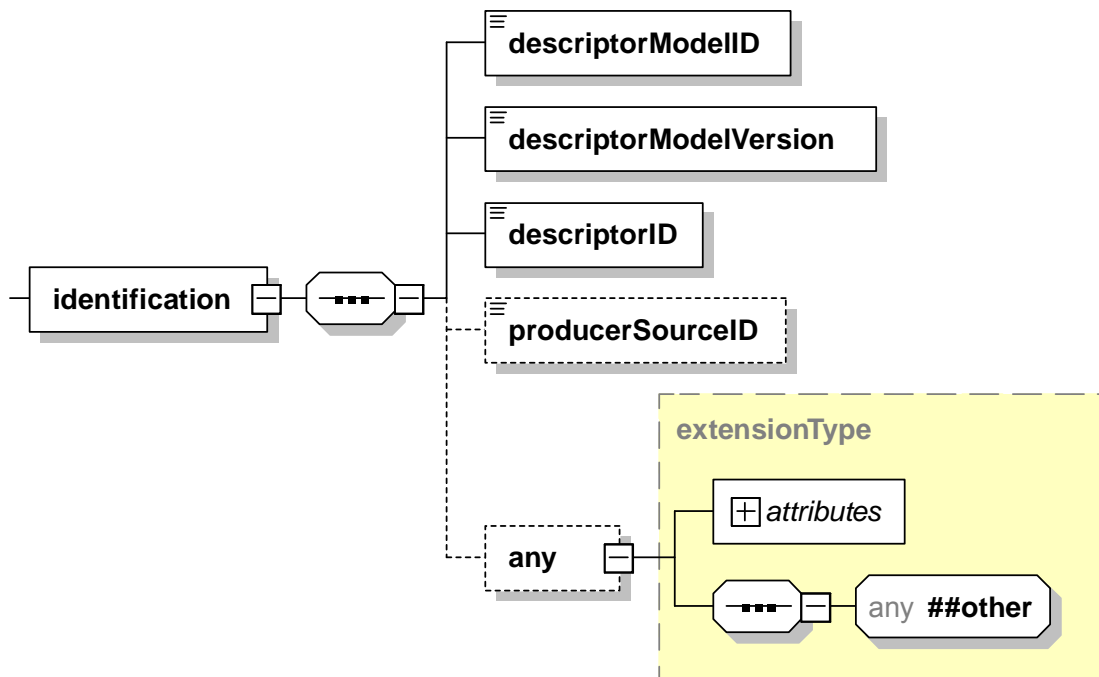 descriptorModelID
descriptorModelVersion
descriptorID
identification
producerSourceID
extensionType
attributes
any
any ##other